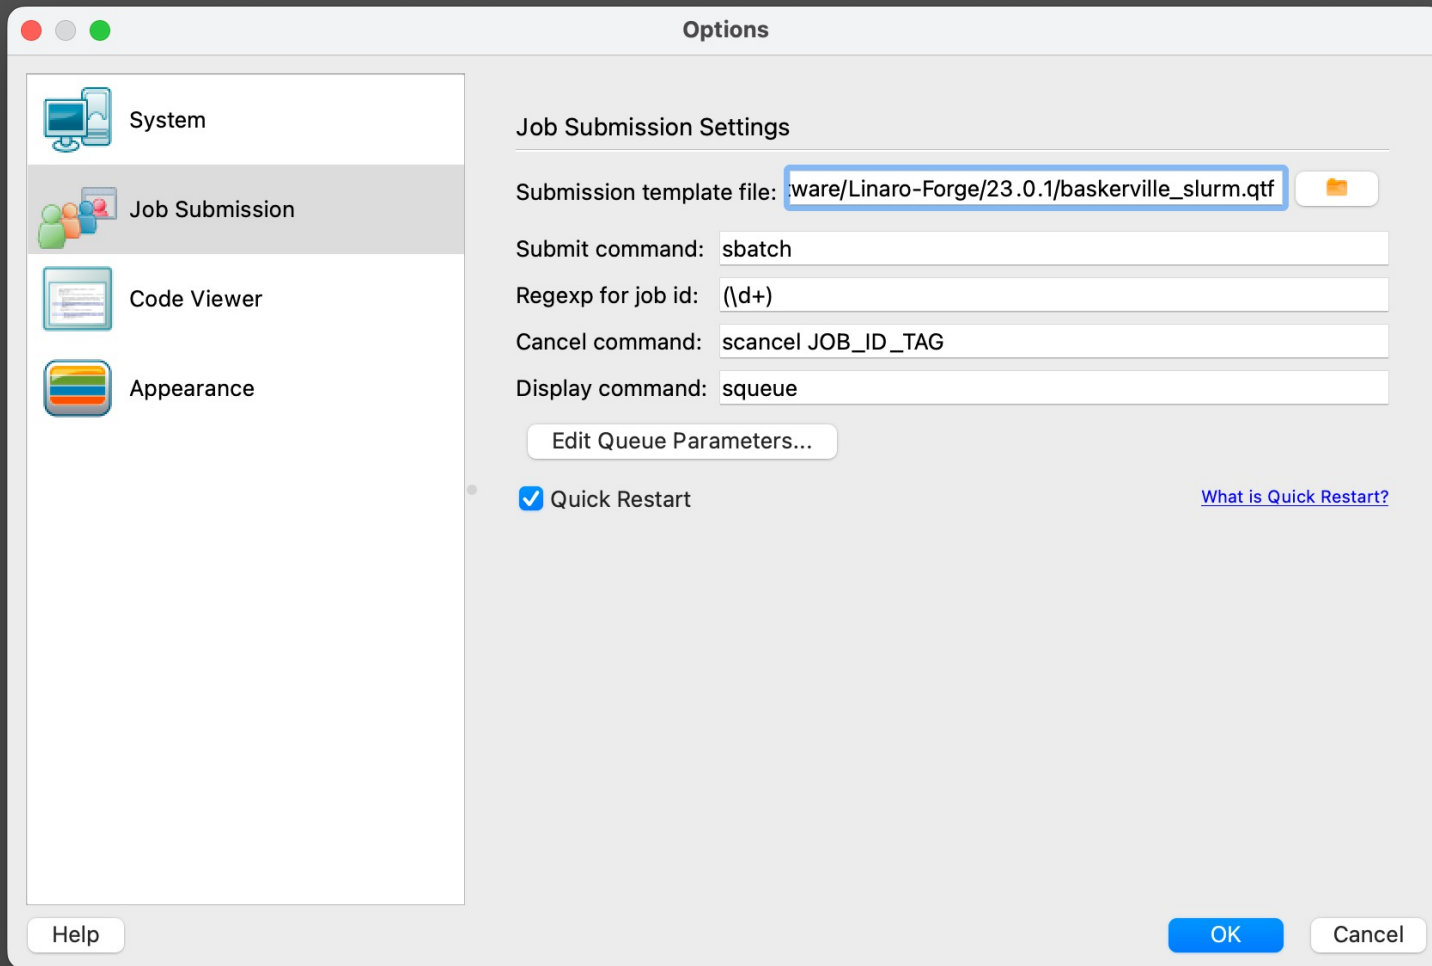 Options
System
Job Submission
Code Viewer
Appearance
Job Submission Settings
Submission template file: ware/Linaro-Forge/23.0.1/baskerville_slurm.qtf
Submit command: sbatch
Regexp for job id: (\d+)
Cancel command: scancel JOB_ID_TAG
Display command: squeue
Edit Queue Parameters...
Quick Restart
What is Quick Restart?
Help
OK
Cancel